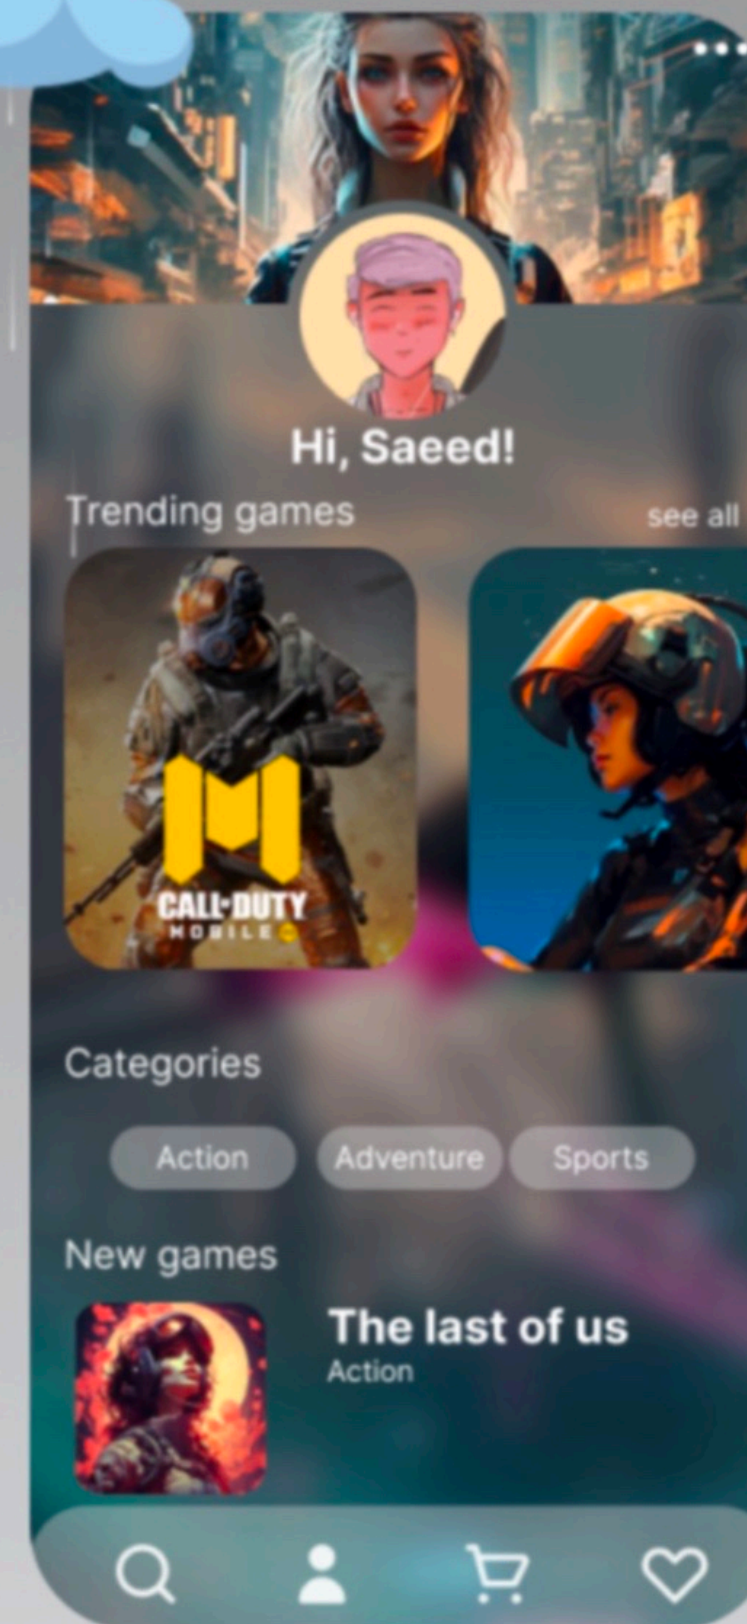 Hi, Saeed!
Trending games
see all
CALL OF DUTY
MOBILE
Categories
Action
Adventure
Sports
New games
The last of us
Action